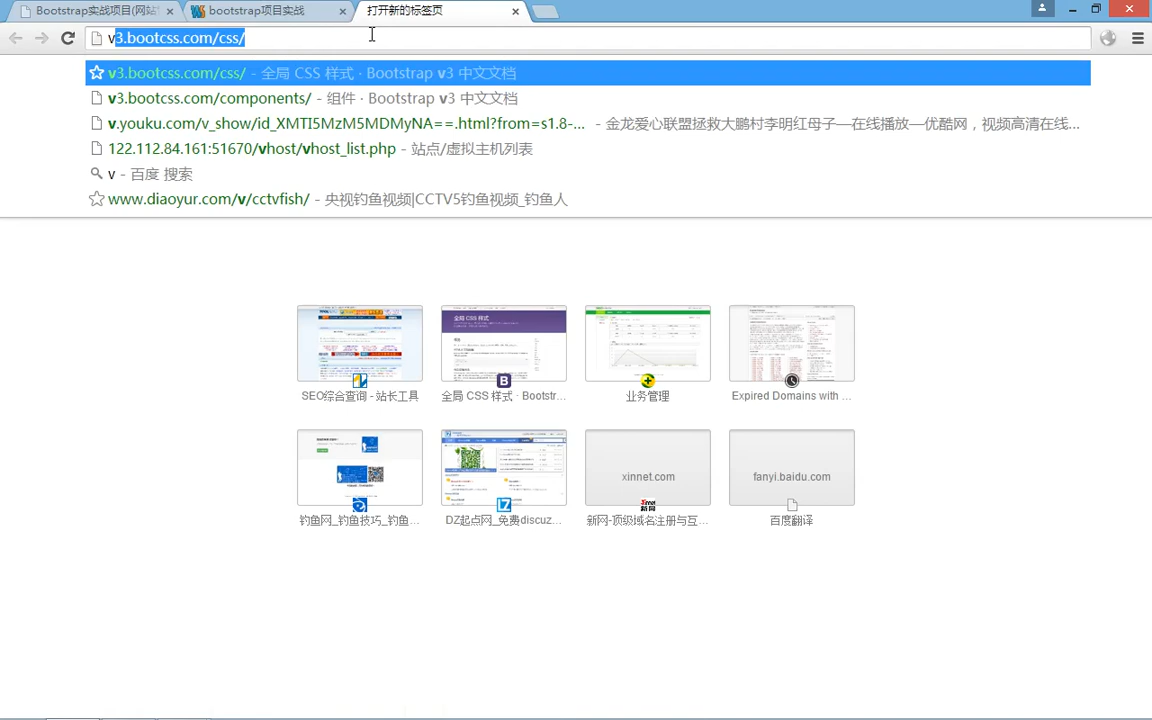 Bootstrap实战项目(网站
bootstrap项目实战
打开新的标签页
v3.bootcss.com/css/
v3.bootcss.com/css/ - 全局 CSS 样式 · Bootstrap v3 中文文档
v3.bootcss.com/components/ - 组件 · Bootstrap v3 中文文档
v.youku.com/v_show/id_XMTI5MzM5MDMyNA==.html?from=s1.8-... - 金龙爱心联盟拯救大鹏村李明红母子—在线播放—优酷网，视频高清在线...
122.112.84.161:51670/vhost/vhost_list.php - 站点/虚拟主机列表
v - 百度 搜索
www.diaoyur.com/v/cctvfish/ - 央视钓鱼视频|CCTV5钓鱼视频_钓鱼人
全局 CSS 样式
SEO综合查询 - 站长工具
全局 CSS 样式 · Bootstr...
业务管理
Expired Domains with ...
xinnet.com
fanyi.baidu.com
钓鱼网_钓鱼技巧_钓鱼...
DZ起点网_免费discuz...
新网-顶级域名注册与互...
百度翻译